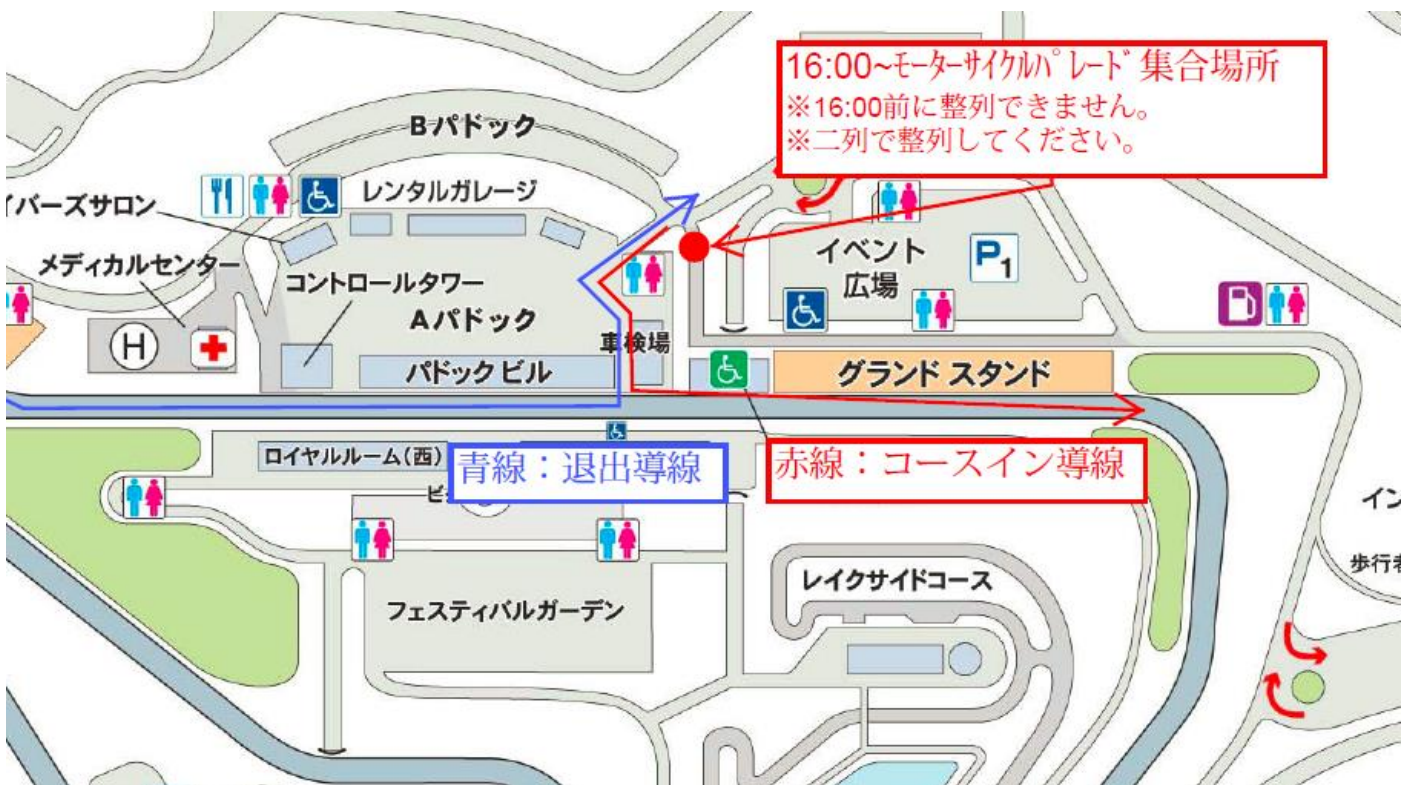 16:00~モーターサイクルパレード集合場所
※16:00前に整列できません。
※二列で整列してください。
Bパドック
レンタルガレージ
イバーズサロン
メディカルセンター
コントロールタワー
Aパドック
イベント
広場
P1
H
車検場
パドックビル
グランド スタンド
ロイヤルルーム(西)
青線：退出導線
赤線：コースイン導線
レイクサイドコース
フェスティバルガーデン
イン
歩行者